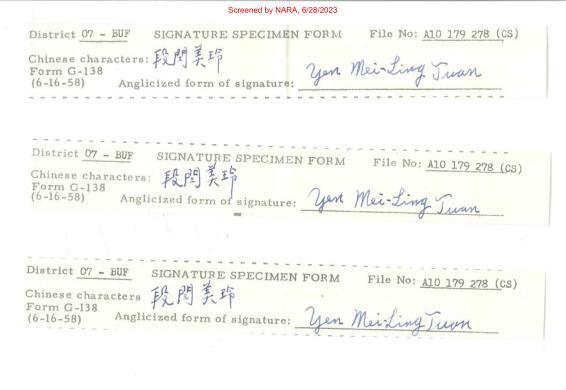 Screened by NARA, 6/28/2023
District 07 - BUF SIGNATURE SPECIMEN FORM File No: A10 179 278 (CS)
Chinese characters: 段閆美玲
Form G-138
(6-16-58) Anglicized form of signature: Yen Mei-Ling Tuan
District 07 - BUF SIGNATURE SPECIMEN FORM File No: A10 179 278 (CS)
Chinese characters: 段閆美玲
Form G-138
(6-16-58) Anglicized form of signature: Yen Mei-Ling Tuan
District 07 - BUF SIGNATURE SPECIMEN FORM File No: A10 179 278 (CS)
Chinese characters 段閆美玲
Form G-138
(6-16-58) Anglicized form of signature: Yen Mei-Ling Tuan